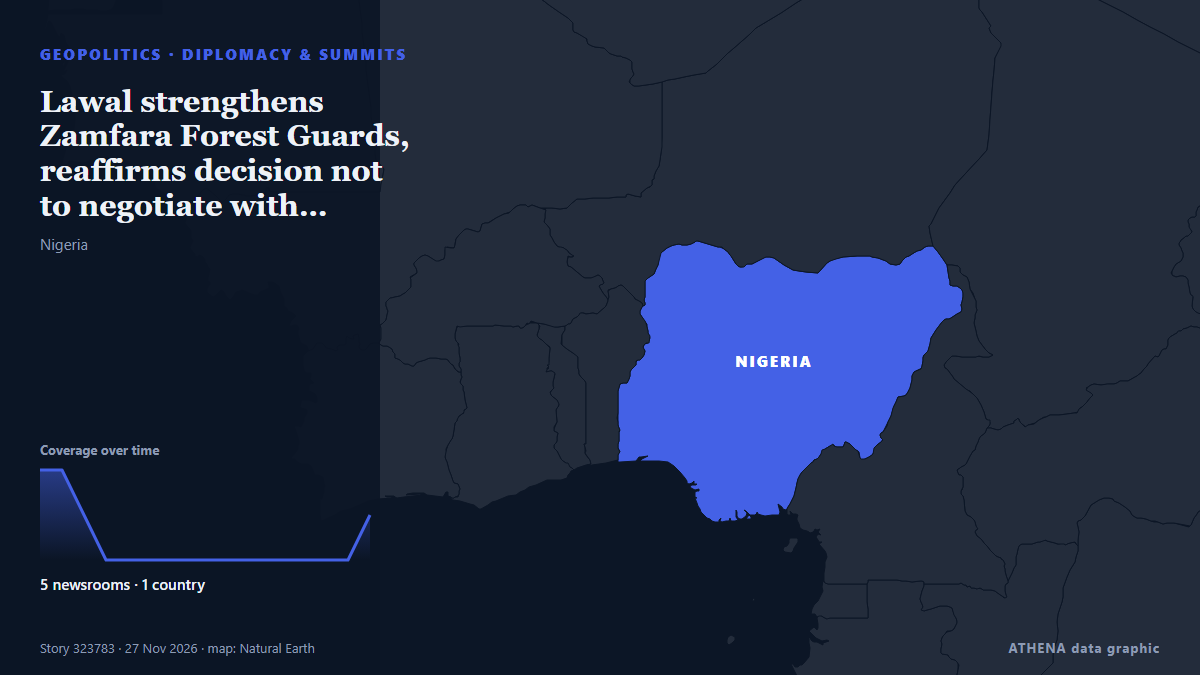 GEOPOLITICS · DIPLOMACY & SUMMITS
Lawal strengthens
Zamfara Forest Guards,
reaffirms decision not
to negotiate with...
Nigeria
NIGERIA
Coverage over time
5 newsrooms · 1 country
Story 323783 · 27 Nov 2026 · map: Natural Earth
ATHENA data graphic